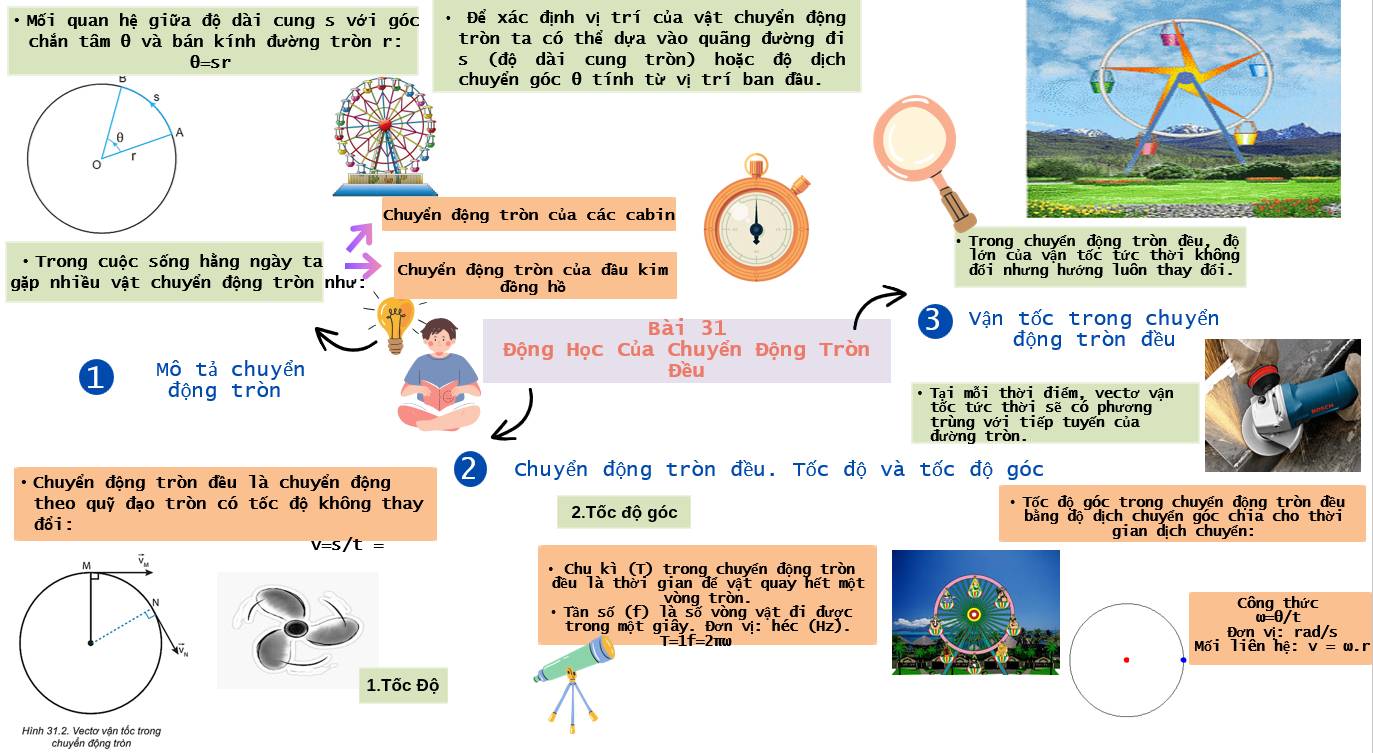 • Mối quan hệ giữa độ dài cung s với góc
chắn tâm θ và bán kính đường tròn r:
θ=sr
B
s
A
θ
r
O
• Để xác định vị trí của vật chuyển động
tròn ta có thể dựa vào quãng đường đi
s (độ dài cung tròn) hoặc độ dịch
chuyển góc θ tính từ vị trí ban đầu.
Chuyển động tròn của các cabin
• Trong cuộc sống hằng ngày ta
gặp nhiều vật chuyển động tròn như:
Chuyển động tròn của đầu kim
đồng hồ
• Trong chuyển động tròn đều, độ
lớn của vận tốc tức thời không
đổi nhưng hướng luôn thay đổi.
Bài 31
Động Học Của Chuyển Động Tròn
Đều
3 Vận tốc trong chuyển
động tròn đều
1 Mô tả chuyển
động tròn
• Tại mỗi thời điểm, vectơ vận
tốc tức thời sẽ có phương
trùng với tiếp tuyến của
đường tròn.
BOSCH
2 Chuyển động tròn đều. Tốc độ và tốc độ góc
• Chuyển động tròn đều là chuyển động
theo quỹ đạo tròn có tốc độ không thay
đổi:
v=s/t =
2.Tốc độ góc
• Tốc độ góc trong chuyển động tròn đều
bằng độ dịch chuyển góc chia cho thời
gian dịch chuyển:
• Chu kì (T) trong chuyển động tròn
đều là thời gian để vật quay hết một
vòng tròn.
• Tần số (f) là số vòng vật đi được
trong một giây. Đơn vị: héc (Hz).
T=1f=2πω
Công thức
ω=θ/t
Đơn vị: rad/s
Mối liên hệ: v = ω.r
M
v⃗M
N
v⃗N
1.Tốc Độ
Hình 31.2. Vectơ vận tốc trong
chuyển động tròn